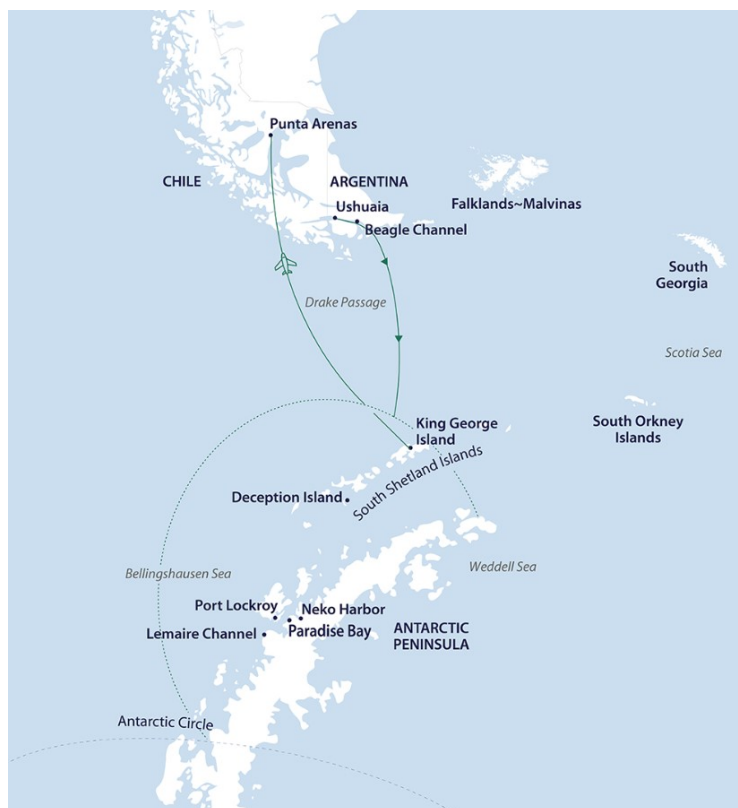 Punta Arenas
CHILE
ARGENTINA
Ushuaia
Beagle Channel
Falklands~Malvinas
South
Georgia
Drake Passage
Scotia Sea
King George
Island
South Orkney
Islands
South Shetland Islands
Deception Island
Bellingshausen Sea
Weddell Sea
Port Lockroy
Neko Harbor
Lemaire Channel
Paradise Bay
ANTARCTIC
PENINSULA
Antarctic Circle